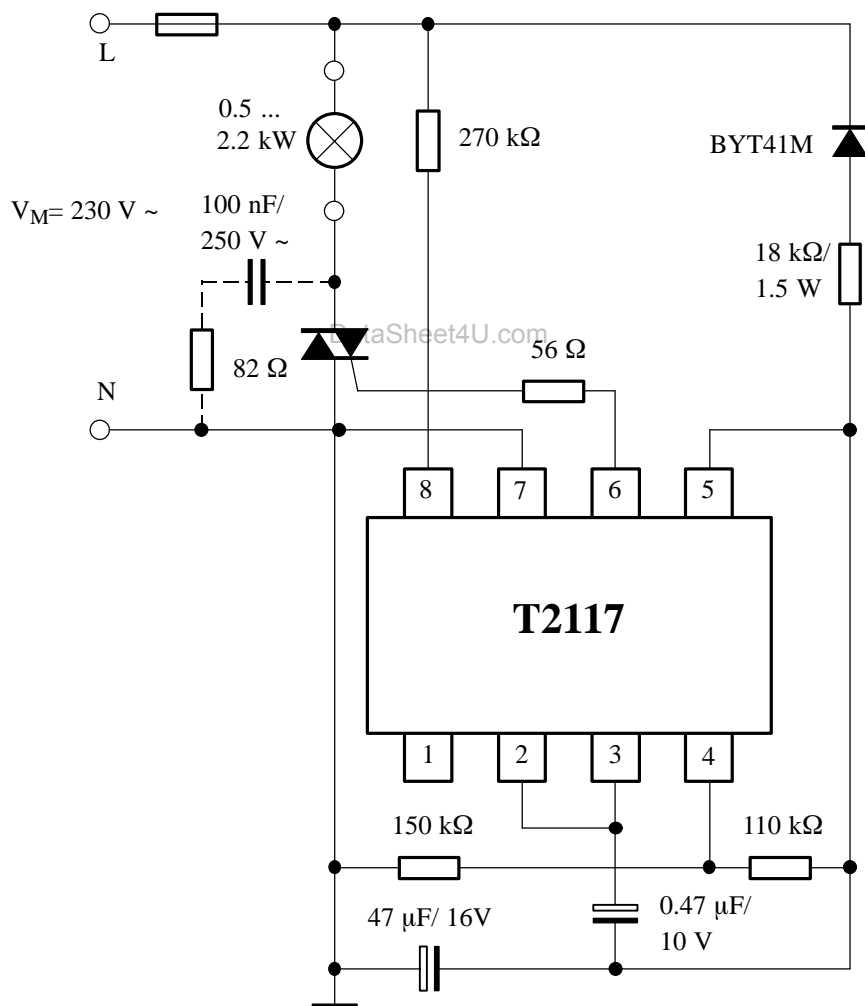 L
0.5 ...
2.2 kW
270 kΩ
BYT41M
V_M= 230 V ~
100 nF/
250 V ~
18 kΩ/
1.5 W
DataSheet4U.com
56 Ω
82 Ω
N
8 7 6 5
T2117
1 2 3 4
150 kΩ
110 kΩ
47 μF/ 16V
0.47 μF/
10 V